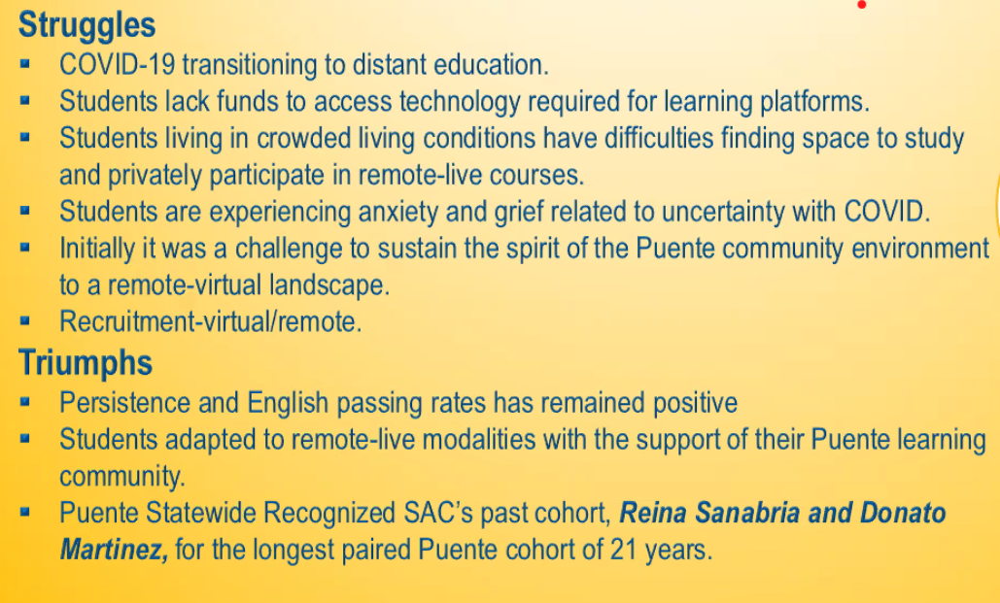 Struggles
▪ COVID-19 transitioning to distant education.
▪ Students lack funds to access technology required for learning platforms.
▪ Students living in crowded living conditions have difficulties finding space to study
and privately participate in remote-live courses.
▪ Students are experiencing anxiety and grief related to uncertainty with COVID.
▪ Initially it was a challenge to sustain the spirit of the Puente community environment
to a remote-virtual landscape.
▪ Recruitment-virtual/remote.
Triumphs
▪ Persistence and English passing rates has remained positive
▪ Students adapted to remote-live modalities with the support of their Puente learning
community.
▪ Puente Statewide Recognized SAC's past cohort, Reina Sanabria and Donato
Martinez, for the longest paired Puente cohort of 21 years.